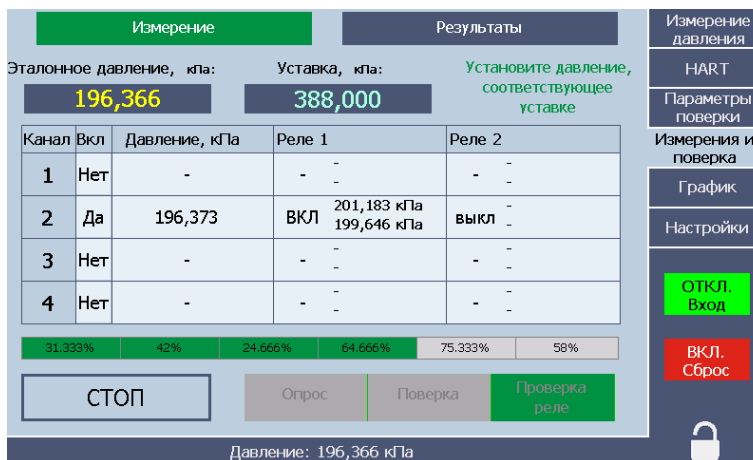 Измерение
Результаты
Эталонное давление, кПа:
196,366
Уставка, кПа:
388,000
Установите давление,
соответствующее
уставке
Канал Вкл Давление, кПа Реле 1 Реле 2
1 Нет - - - - - - -
2 Да 196,373 ВКЛ 201,183 кПа 199,646 кПа выкл - -
3 Нет - - - - - - -
4 Нет - - - - - - -
31.333% 42% 24.666% 64.666% 75.333% 58%
СТОП
Опрос
Поверка
Проверка
реле
Давление: 196,366 кПа
Измерение
давления
HART
Параметры
поверки
Измерения и
поверка
График
Настройки
ОТКЛ.
Вход
ВКЛ.
Сброс